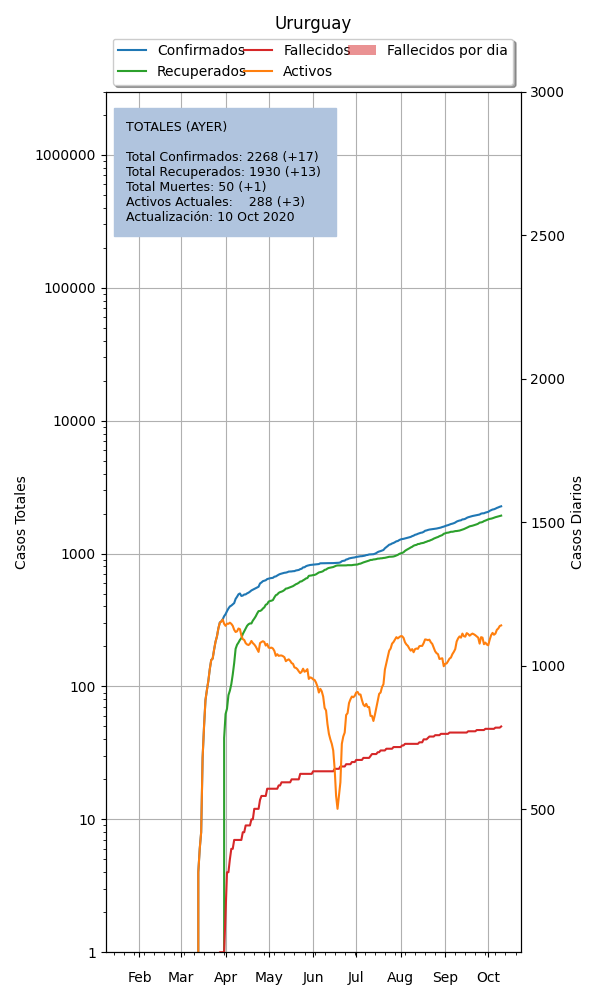 Ururguay
Confirmados Fallecidos Fallecidos por dia
Recuperados Activos
TOTALES (AYER)
Total Confirmados: 2268 (+17)
Total Recuperados: 1930 (+13)
Total Muertes: 50 (+1)
Activos Actuales: 288 (+3)
Actualización: 10 Oct 2020
Casos Totales
1000000
100000
10000
1000
100
10
1
3000
2500
2000
1500
1000
500
Casos Diarios
Feb Mar Apr May Jun Jul Aug Sep Oct